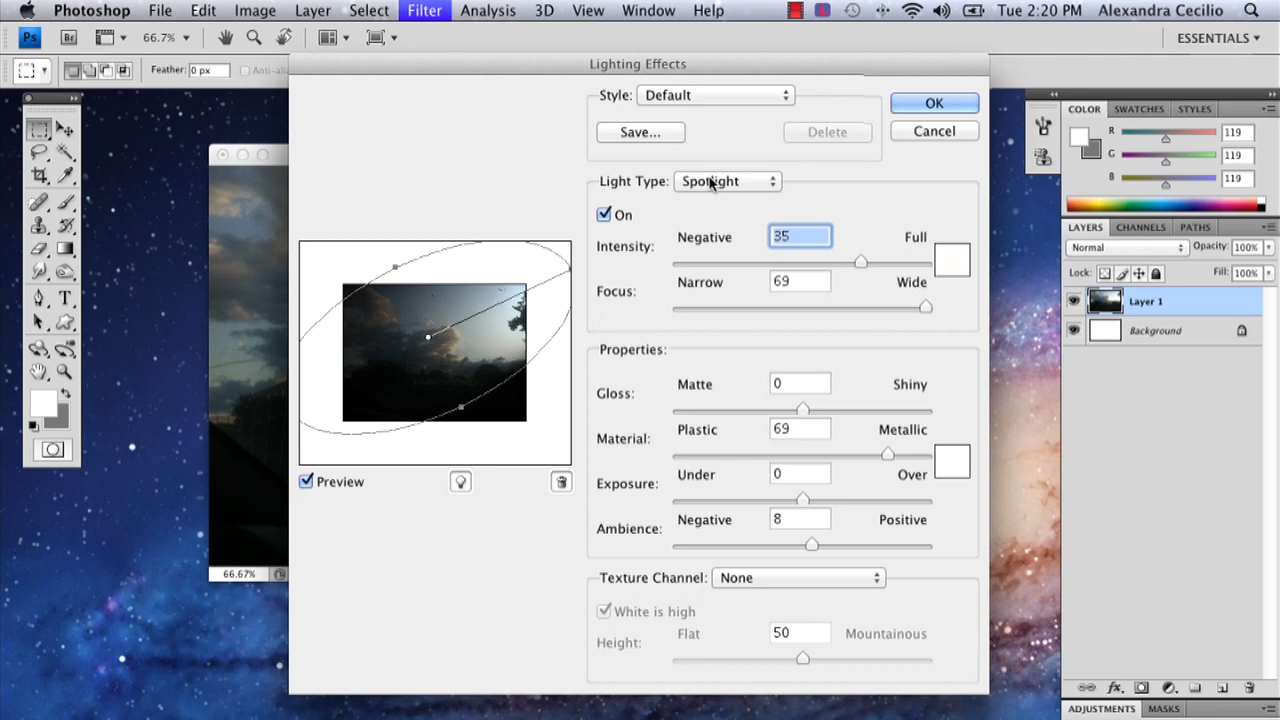 Photoshop File Edit Image Layer Select Filter Analysis 3D View Window Help Tue 2:20 PM Alexandra Cecilio
Ps Br 66.7% ESSENTIALS
Feather: 0 px
Lighting Effects
Style: Default
OK
Save... Delete
Cancel
Light Type: Spotlight
On
Intensity: Negative 35 Full
Focus: Narrow 69 Wide
Properties:
Gloss: Matte 0 Shiny
Material: Plastic 69 Metallic
Exposure: Under 0 Over
Ambience: Negative 8 Positive
Preview
Texture Channel: None
White is high
Height: Flat 50 Mountainous
66.67%
COLOR SWATCHES STYLES
R 119
G 119
B 119
LAYERS CHANNELS PATHS
Normal Opacity: 100%
Lock: Fill: 100%
Layer 1
Background
fx
ADJUSTMENTS MASKS